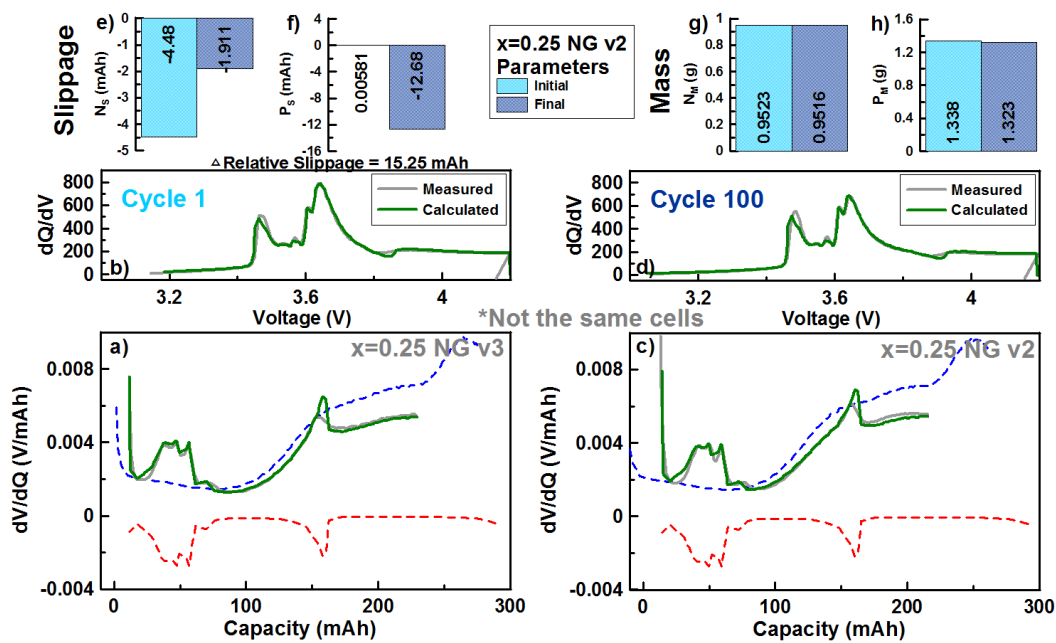 Slippage
e)
0
-1
-2
-3
-4
-5
N_S (mAh)
-4.48
-1.911
f)
4
0
-4
-8
-12
-16
P_S (mAh)
0.00581
-12.68
△ Relative Slippage = 15.25 mAh
x=0.25 NG v2
Parameters
Initial
Final
Mass
g)
1
0.8
0.6
0.4
0.2
0
N_M (g)
0.9523
0.9516
h)
1.6
1.2
0.8
0.4
0
P_M (g)
1.338
1.323
800
600
400
200
0
dQ/dV
Cycle 1
Measured
Calculated
b)
3.2
3.6
4
Voltage (V)
800
600
400
200
0
dQ/dV
Cycle 100
Measured
Calculated
d)
3.2
3.6
4
Voltage (V)
*Not the same cells
a)
x=0.25 NG v3
0.008
0.004
0
-0.004
dV/dQ (V/mAh)
0
100
200
300
Capacity (mAh)
c)
x=0.25 NG v2
0.008
0.004
0
-0.004
dV/dQ (V/mAh)
0
100
200
300
Capacity (mAh)